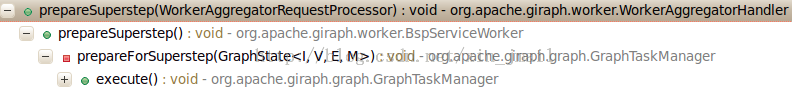 prepareSuperstep(WorkerAggregatorRequestProcessor) : void - org.apache.giraph.worker.WorkerAggregatorHandler
prepareSuperstep() : void - org.apache.giraph.worker.BspServiceWorker
prepareForSuperstep(GraphState<I, V, E, M>) : void - org.apache.giraph.graph.GraphTaskManager
execute() : void - org.apache.giraph.graph.GraphTaskManager